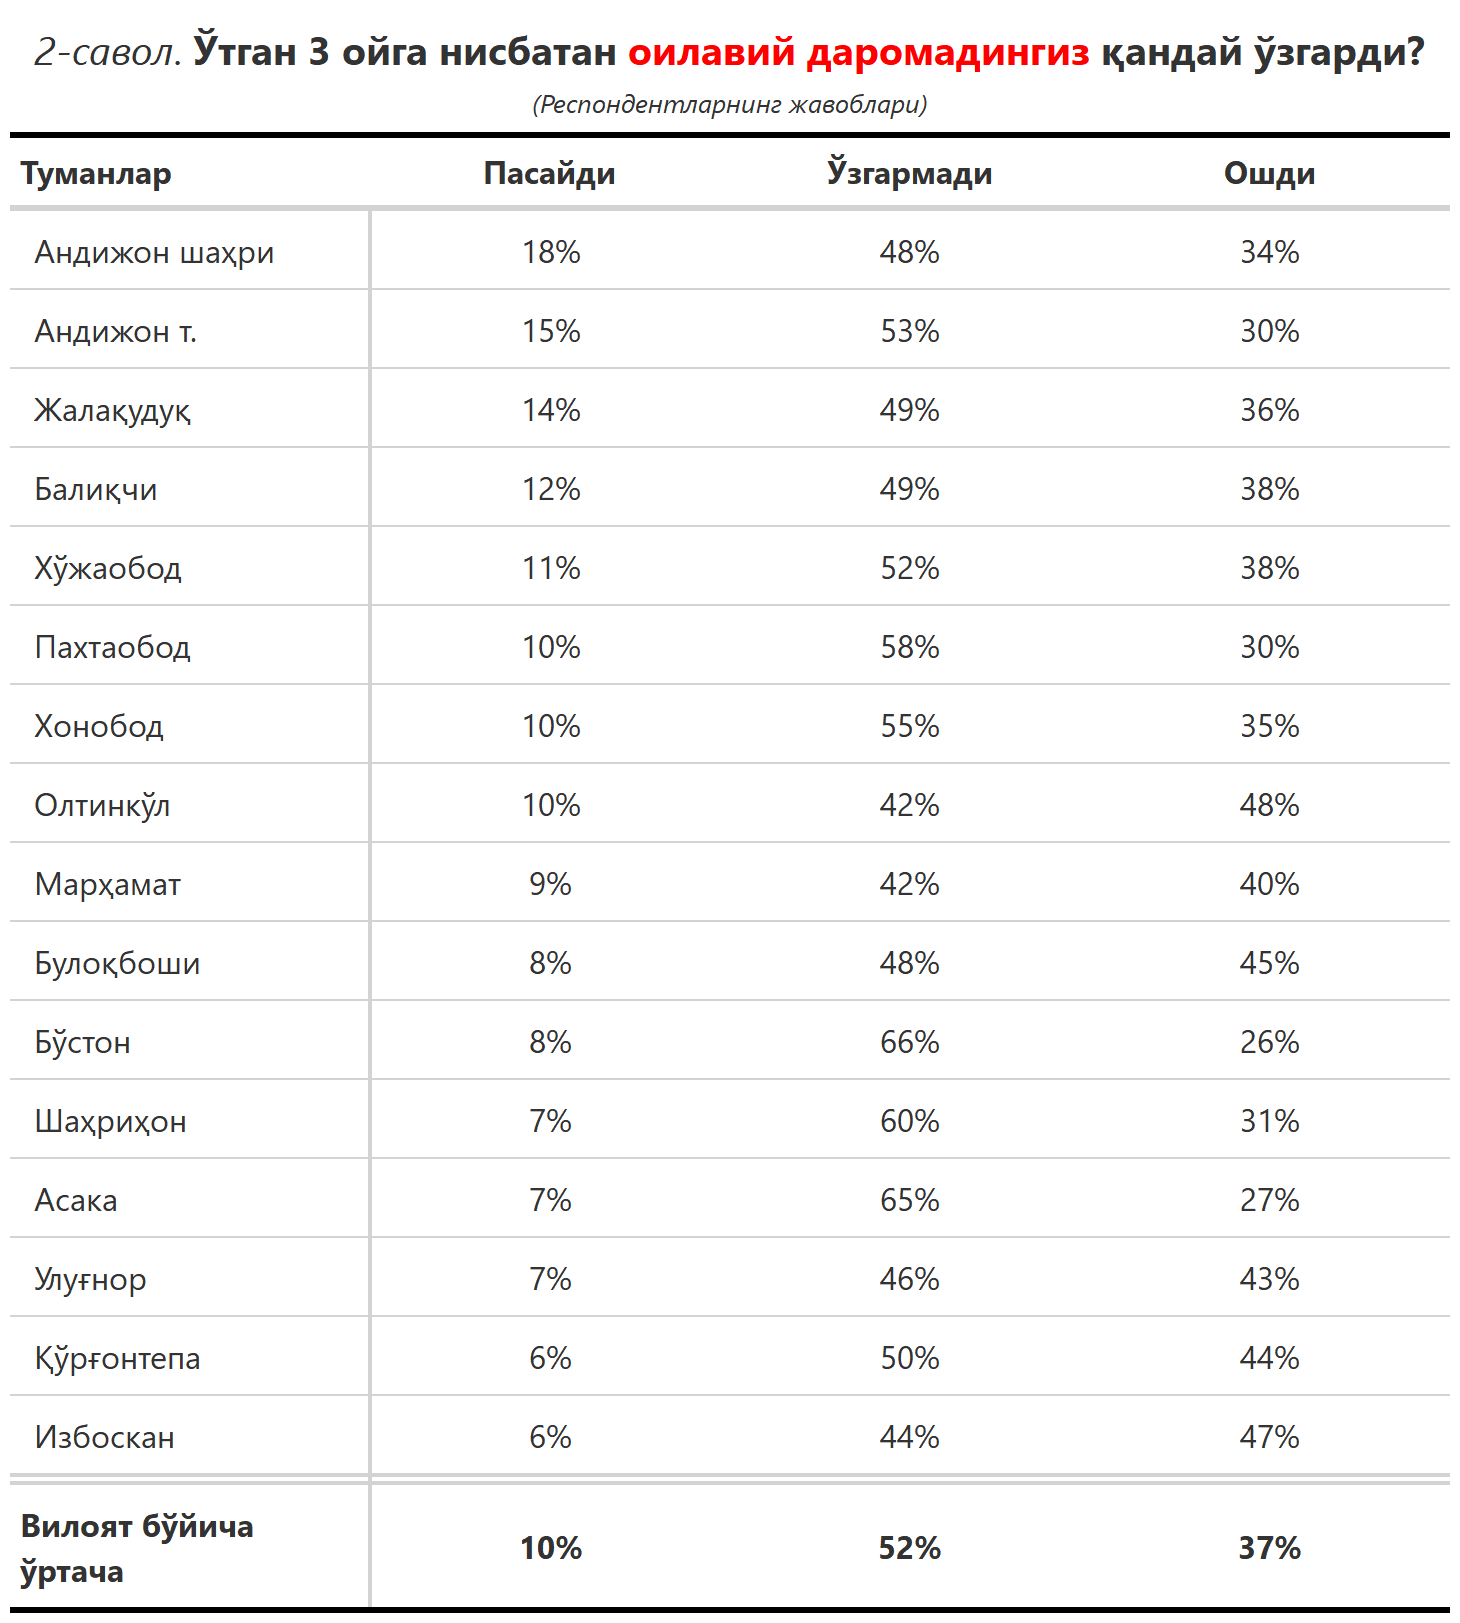 2-савол. Ўтган 3 ойга нисбатан оилавий даромадингиз қандай ўзгарди?
(Респондентларнинг жавоблари)
Туманлар Пасайди Ўзгармади Ошди
Андижон шаҳри 18% 48% 34%
Андижон т. 15% 53% 30%
Жалақудуқ 14% 49% 36%
Балиқчи 12% 49% 38%
Хўжаобод 11% 52% 38%
Пахтаобод 10% 58% 30%
Хонобод 10% 55% 35%
Олтинкўл 10% 42% 48%
Марҳамат 9% 42% 40%
Булоқбоши 8% 48% 45%
Бўстон 8% 66% 26%
Шаҳриҳон 7% 60% 31%
Асака 7% 65% 27%
Улуғнор 7% 46% 43%
Қўрғонтепа 6% 50% 44%
Избоскан 6% 44% 47%
Вилоят бўйича
ўртача 10% 52% 37%